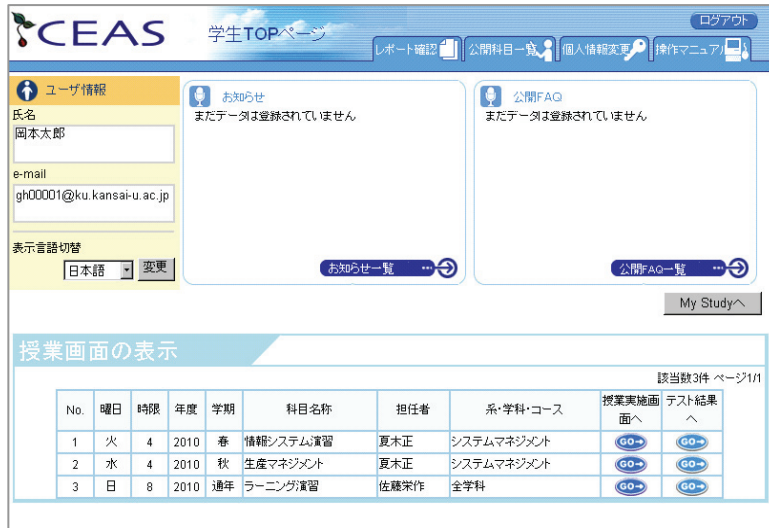 CEAS 学生TOPページ
ログアウト
レポート確認 公開科目一覧 個人情報変更 操作マニュアル
ユーザ情報
氏名
岡本太郎
e-mail
gh00001@ku.kansai-u.ac.jp
表示言語切替
日本語 変更
お知らせ
まだデータは登録されていません
お知らせ一覧
公開FAQ
まだデータは登録されていません
公開FAQ一覧
My Studyへ
授業画面の表示
該当数3件 ページ1/1
No. 曜日 時限 年度 学期 科目名称 担任者 系・学科・コース 授業実施画面へ テスト結果へ
1 火 4 2010 春 情報システム演習 夏木正 システムマネジメント GO GO
2 水 4 2010 秋 生産マネジメント 夏木正 システムマネジメント GO GO
3 日 8 2010 通年 ラーニング演習 佐藤栄作 全学科 GO GO